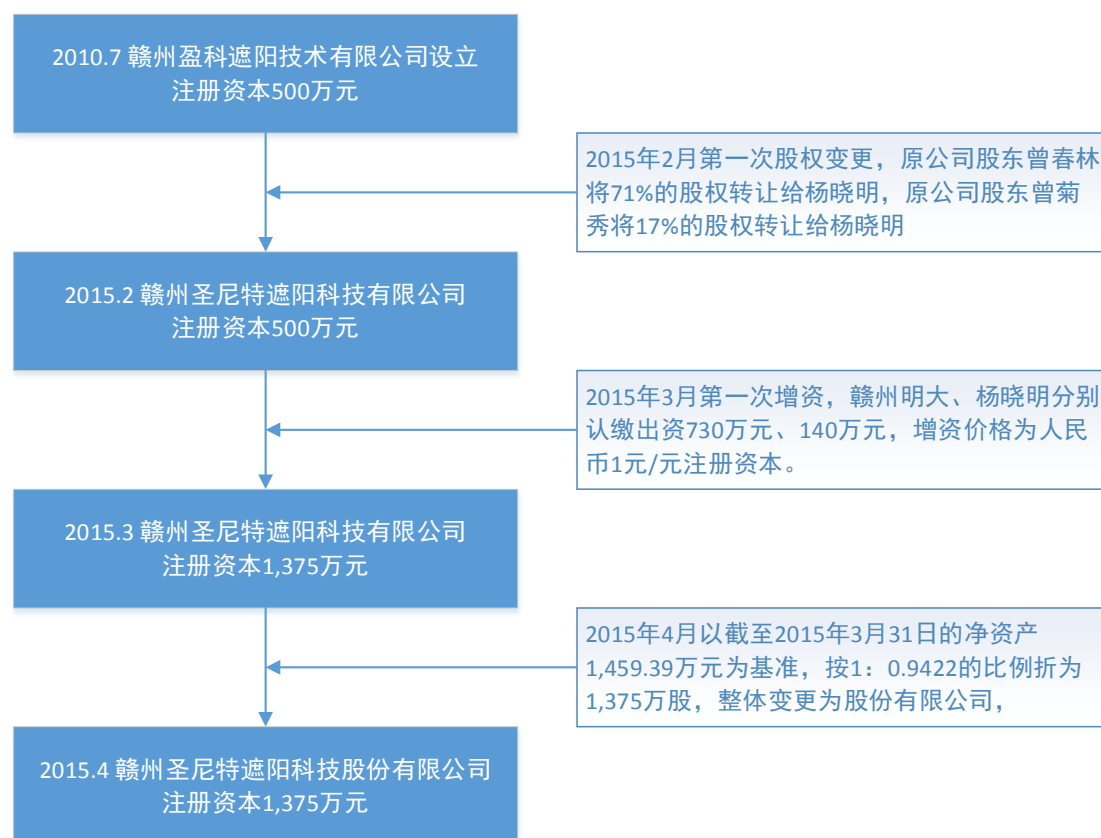 2010.7 赣州盈科遮阳技术有限公司设立
注册资本500万元
2015年2月第一次股权变更，原公司股东曾春林
将71%的股权转让给杨晓明，原公司股东曾菊
秀将17%的股权转让给杨晓明
2015.2 赣州圣尼特遮阳科技有限公司
注册资本500万元
2015年3月第一次增资，赣州明大、杨晓明分别
认缴出资730万元、140万元，增资价格为人民
币1元/元注册资本。
2015.3 赣州圣尼特遮阳科技有限公司
注册资本1,375万元
2015年4月以截至2015年3月31日的净资产
1,459.39万元为基准，按1：0.9422的比例折为
1,375万股，整体变更为股份有限公司，
2015.4 赣州圣尼特遮阳科技股份有限公司
注册资本1,375万元